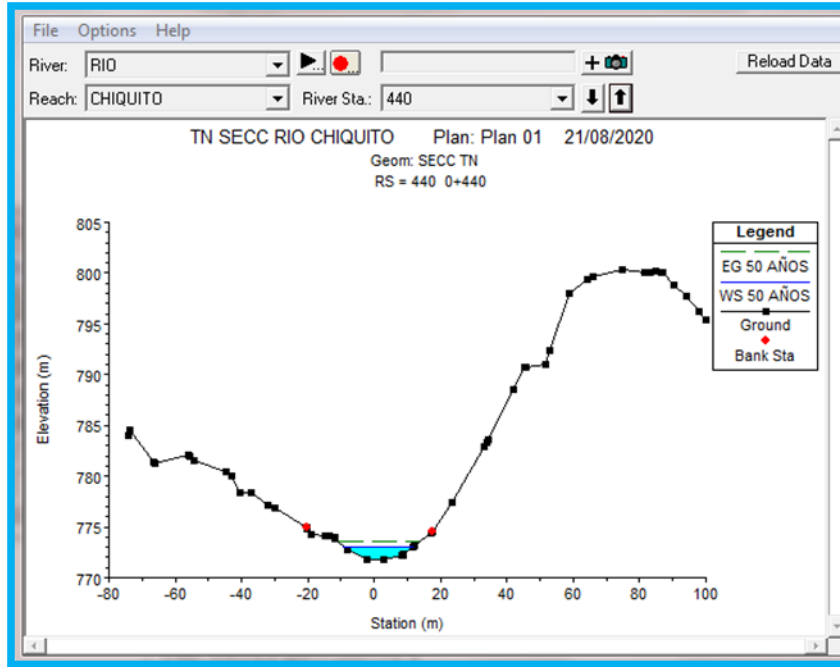 File Options Help
River: RIO Reload Data
Reach: CHIQUITO River Sta.: 440
TN SECC RIO CHIQUITO Plan: Plan 01 21/08/2020
Geom: SECC TN
RS = 440 0+440
Legend
EG 50 AÑOS
WS 50 AÑOS
Ground
Bank Sta
805
800
795
790
785
780
775
770
Elevation (m)
-80 -60 -40 -20 0 20 40 60 80 100
Station (m)